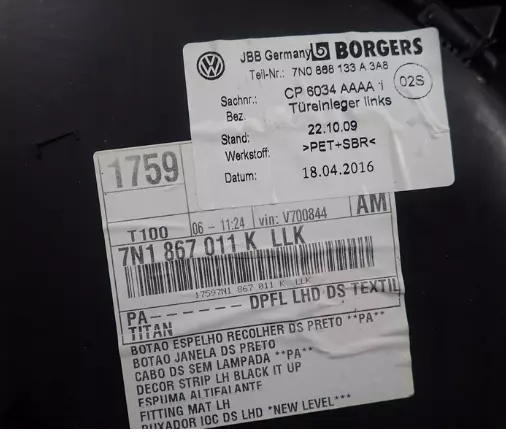 JBB Germany BORGERS
Teil-Nr.: 7N0 868 133 A 3A8
02S
Sachnr.: CP 6034 AAAA i
Bez. Türeinleger links
Stand: 22.10.09
Werkstoff: >PET+SBR<
Datum: 18.04.2016
1759
T100
06 - 11:24
vin: V700844
AM
7N1 867 011 K LLK
17597N1 867 011 K LLK
PA------- DPFL LHD DS TEXTIL
TITAN
BOTAO ESPELHO RECOLHER DS PRETO **PA**
BOTAO JANELA DS PRETO
CABO DS SEM LAMPADA **PA**
DECOR STRIP LH BLACK IT UP
ESPUMA ALTIFALANTE
FITTING MAT LH
PUXADOR IOC DS LHD *NEW LEVEL***